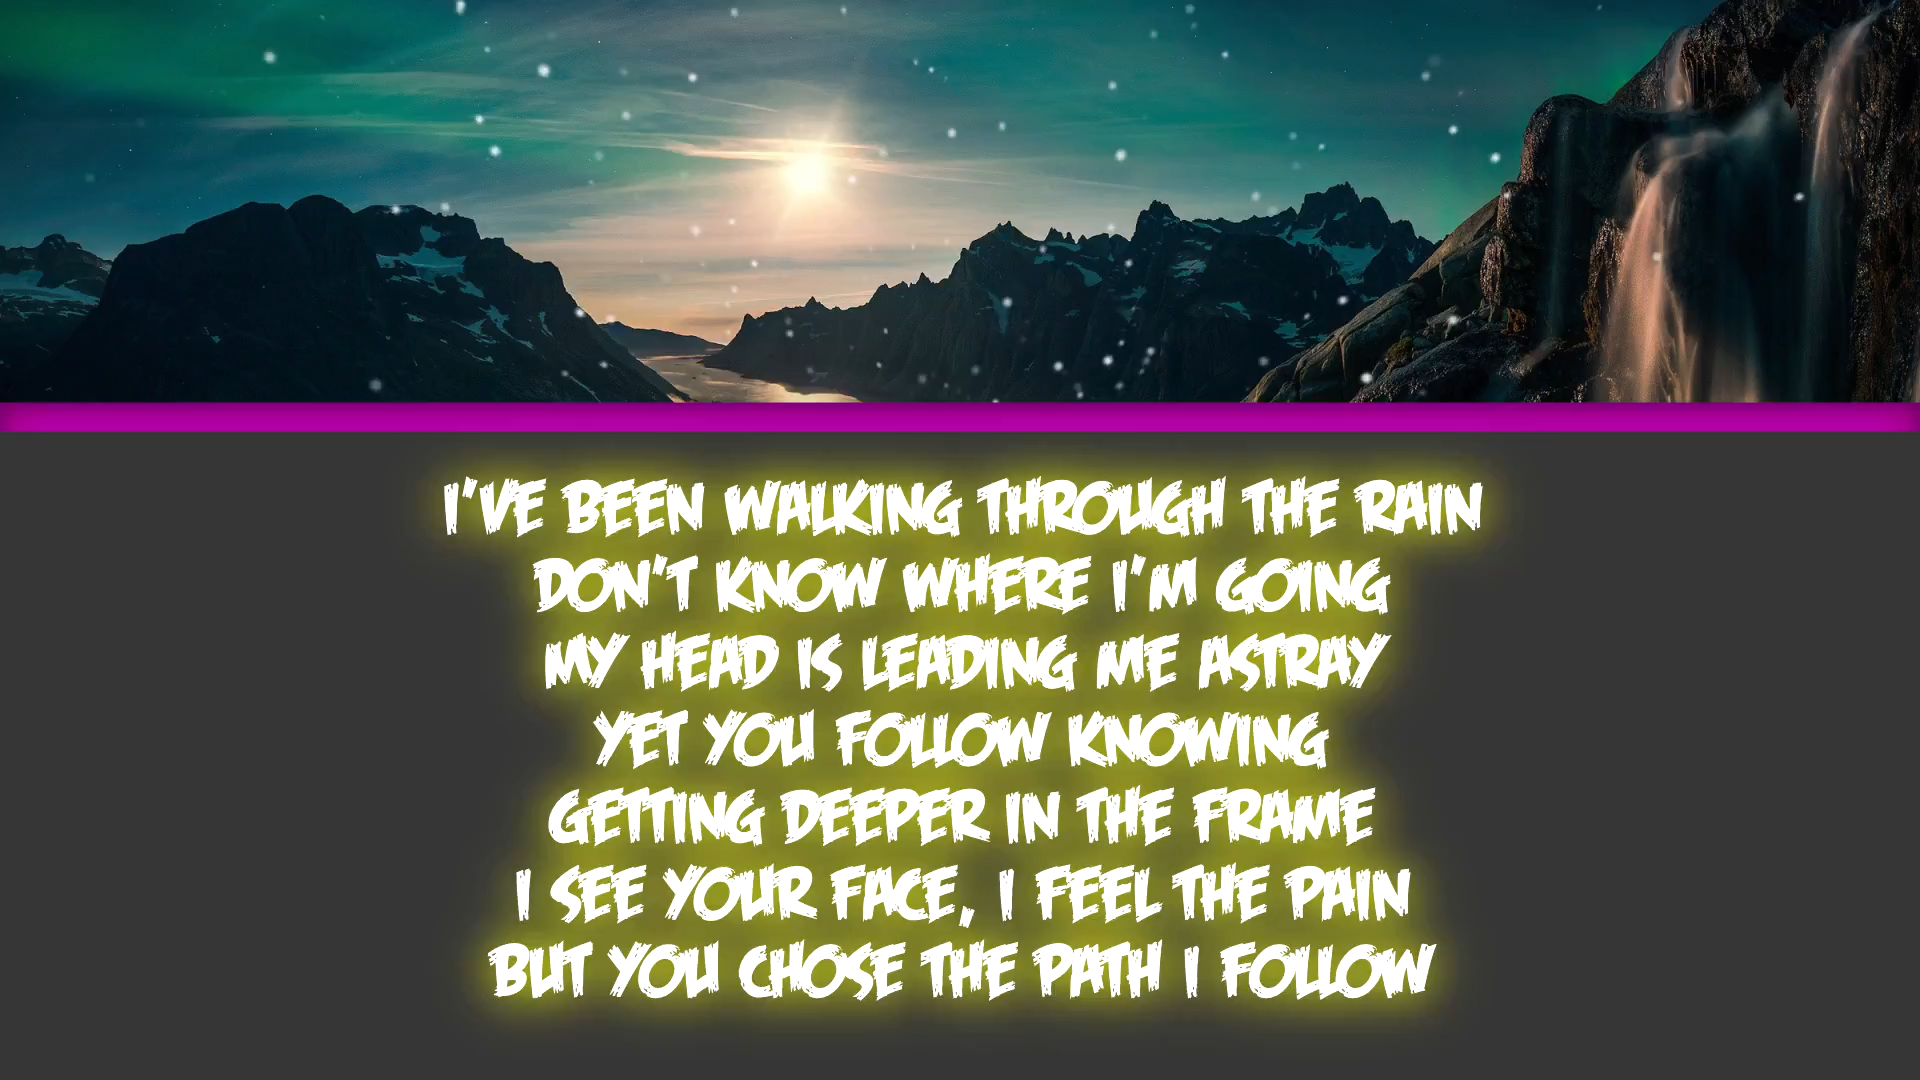 I'VE BEEN WALKING THROUGH THE RAIN
DON'T KNOW WHERE I'M GOING
MY HEAD IS LEADING ME ASTRAY
YET YOU FOLLOW KNOWING
GETTING DEEPER IN THE FRAME
I SEE YOUR FACE, I FEEL THE PAIN
BUT YOU CHOSE THE PATH I FOLLOW